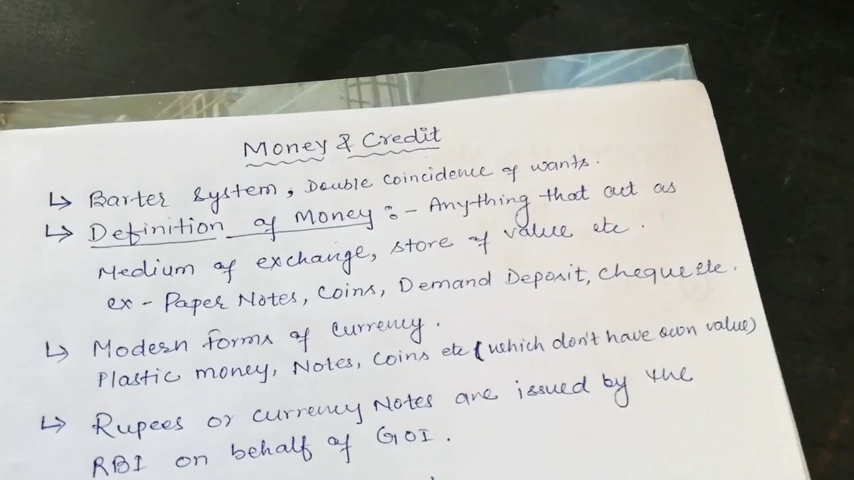 Money & Credit
↳ Barter system, Double coincidence of wants.
↳ Definition of Money :- Anything that act as
Medium of exchange, store of value etc.
ex - Paper Notes, Coins, Demand Deposit, cheque etc.
↳ Modern forms of currency.
Plastic money, Notes, Coins etc (which don't have own value)
↳ Rupees or currency Notes are issued by the
RBI on behalf of GOI.